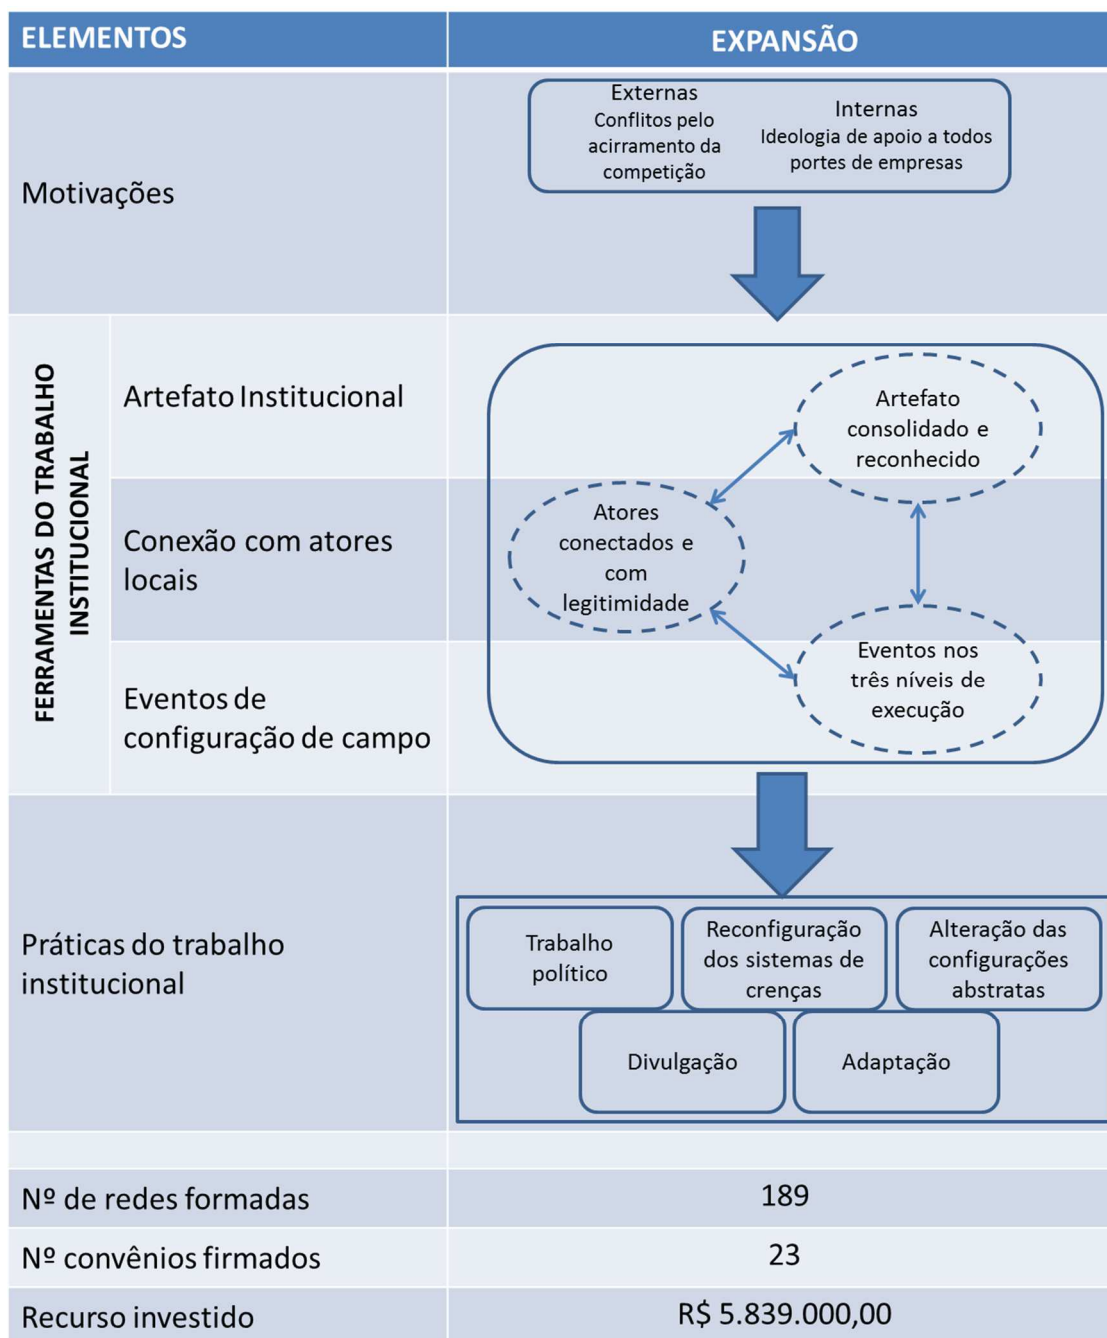 ELEMENTOS
EXPANSÃO
Motivações
Externas
Conflitos pelo
acirramento da
competição
Internas
Ideologia de apoio a todos
portes de empresas
FERRAMENTAS DO TRABALHO
INSTITUCIONAL
Artefato Institucional
Artefato
consolidado e
reconhecido
Conexão com atores
locais
Atores
conectados e
com
legitimidade
Eventos de
configuração de campo
Eventos nos
três níveis de
execução
Práticas do trabalho
institucional
Trabalho
político
Reconfiguração
dos sistemas de
crenças
Alteração das
configurações
abstratas
Divulgação
Adaptação
Nº de redes formadas
189
Nº convênios firmados
23
Recurso investido
R$ 5.839.000,00